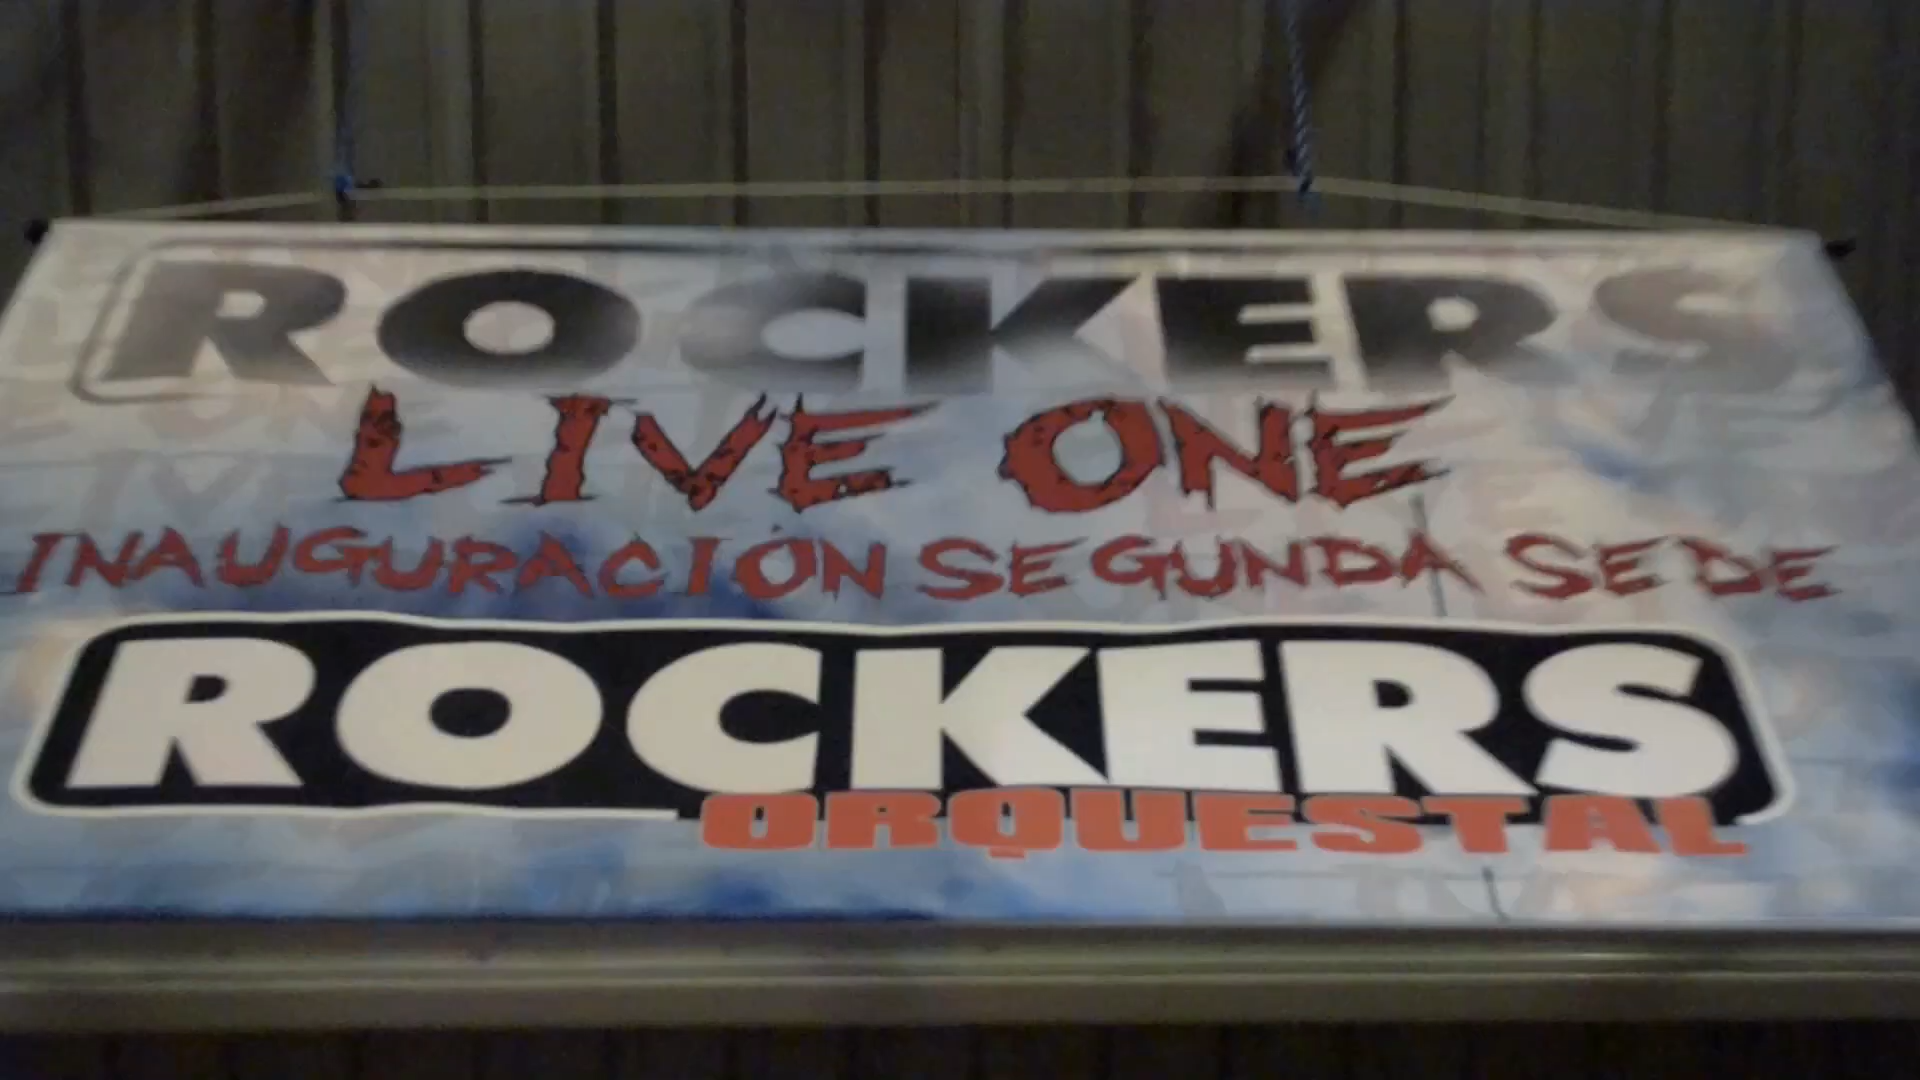 ROCKERS
LIVE ONE
INAUGURACIÓN SEGUNDA SEDE
ROCKERS
ORQUESTAL